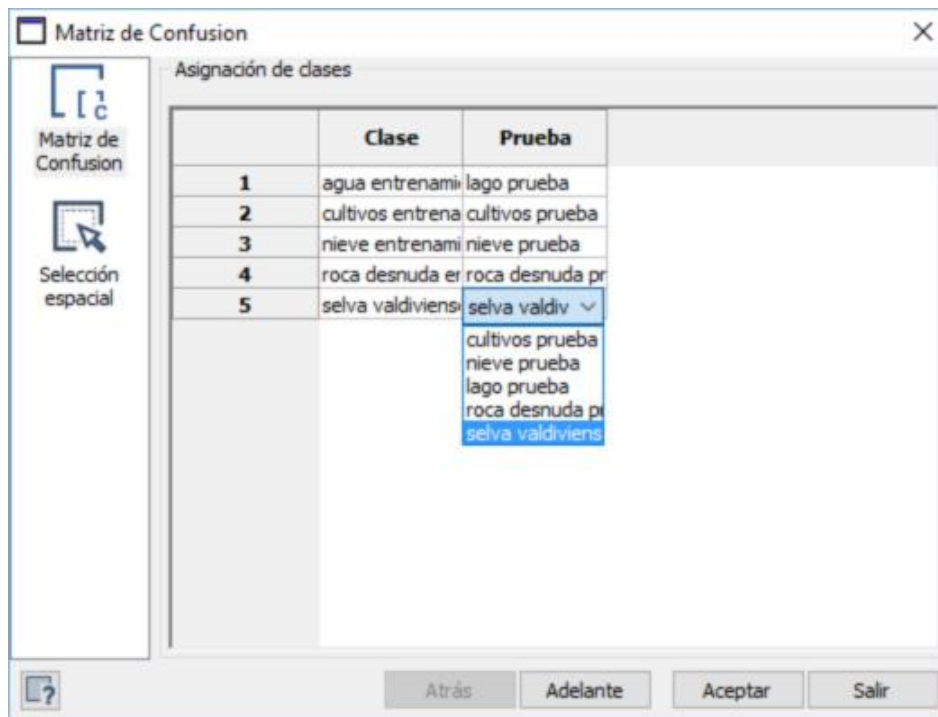 Matriz de Confusion
Matriz de
Confusion
Selección
espacial
Asignación de clases
Clase Prueba
1 agua entrenami lago prueba
2 cultivos entrena cultivos prueba
3 nieve entrenami nieve prueba
4 roca desnuda er roca desnuda pr
5 selva valdiviens selva valdiv
cultivos prueba
nieve prueba
lago prueba
roca desnuda pr
selva valdiviens
Atrás Adelante Aceptar Salir